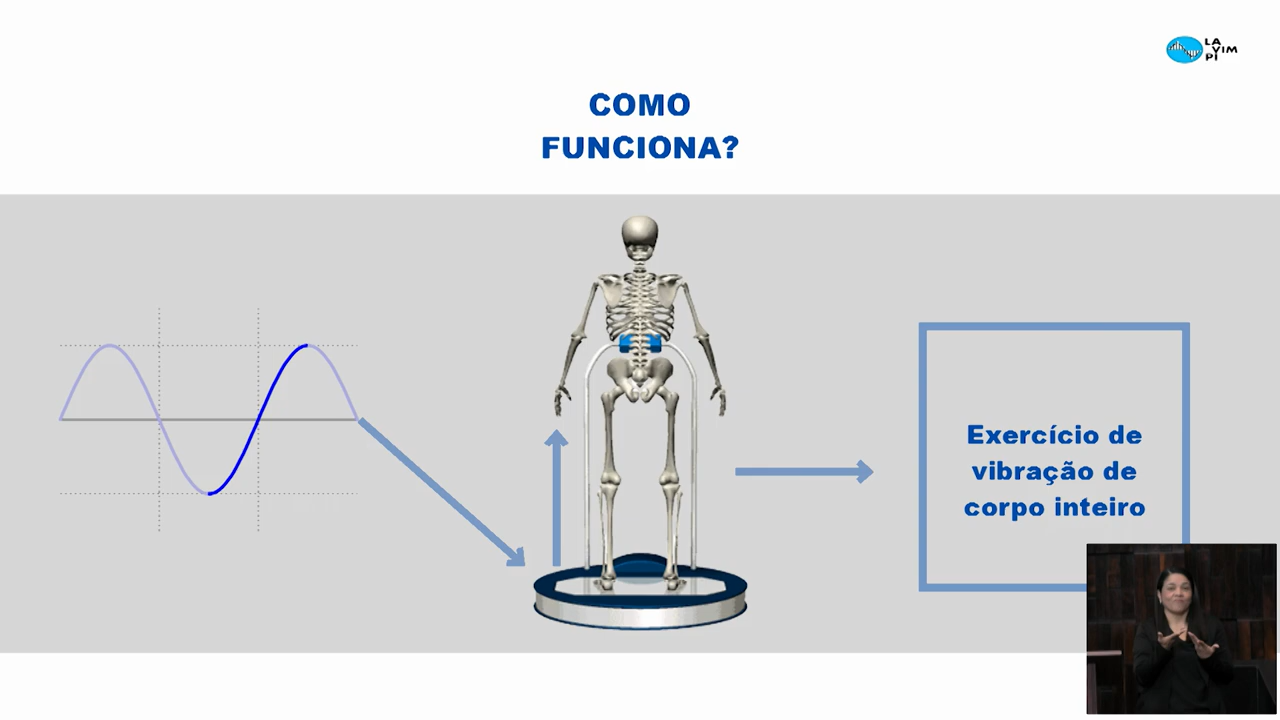 LA
VIM
PI
COMO
FUNCIONA?
Exercício de
vibração de
corpo inteiro